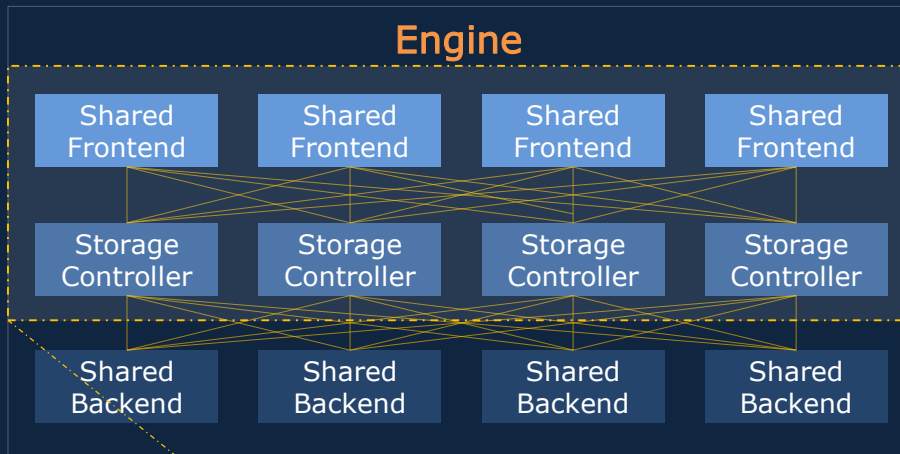 Engine
Shared Shared Shared Shared
Frontend Frontend Frontend Frontend
Storage Storage Storage Storage
Controller Controller Controller Controller
Shared Shared Shared Shared
Backend Backend Backend Backend